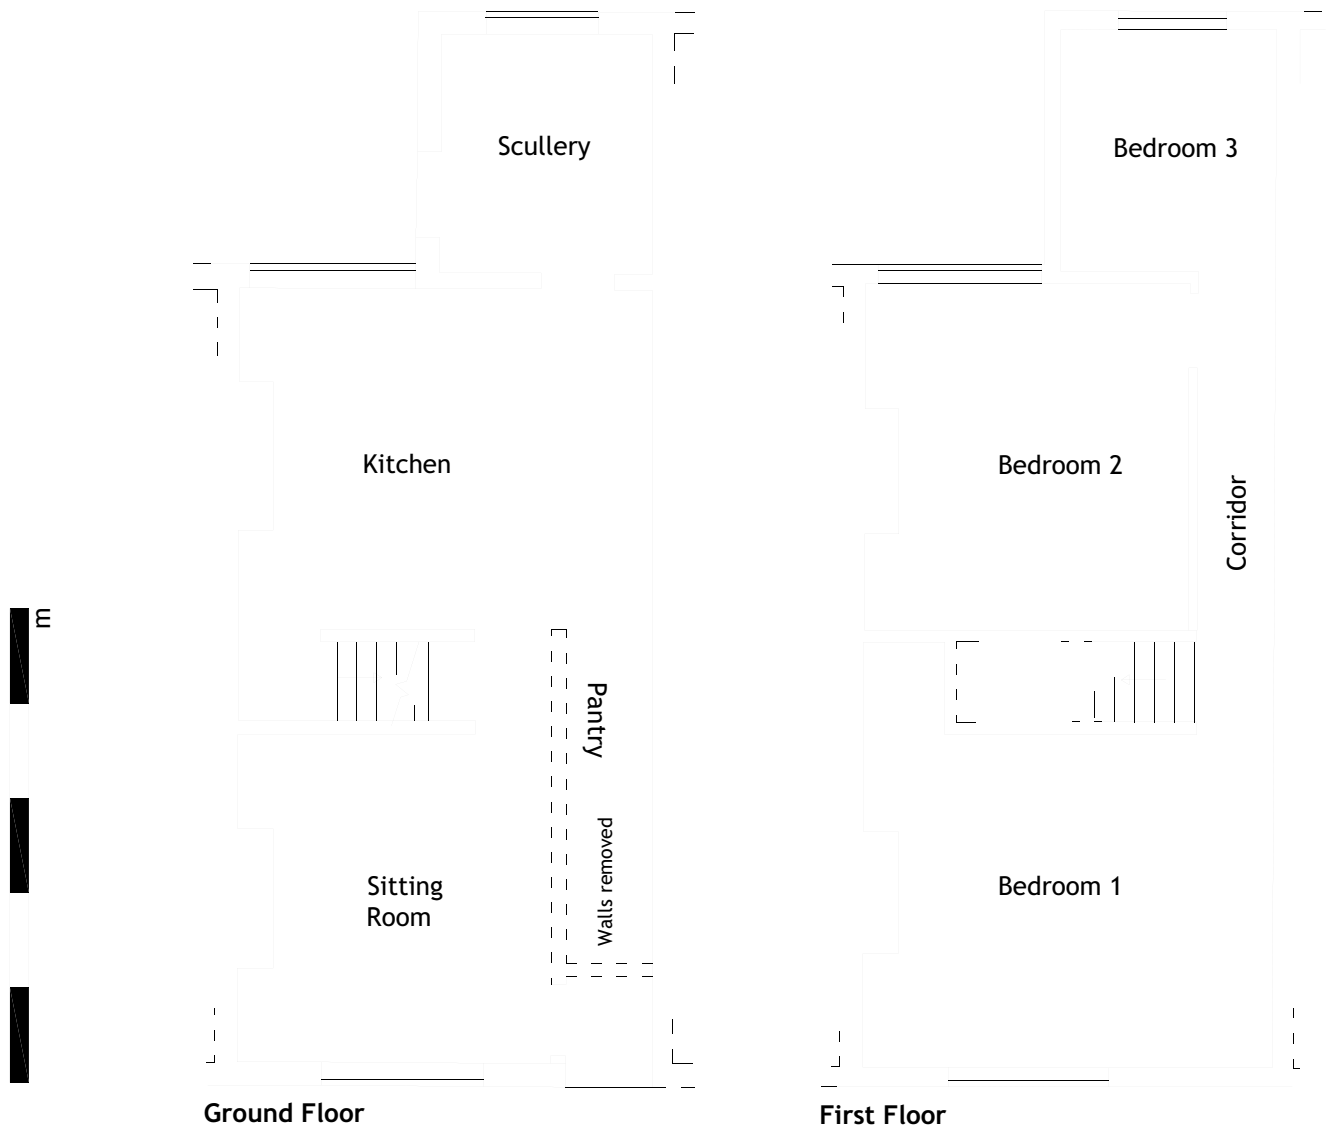 Scullery
Kitchen
Pantry
Walls removed
Sitting
Room
Ground Floor
m
Bedroom 3
Bedroom 2
Corridor
Bedroom 1
First Floor